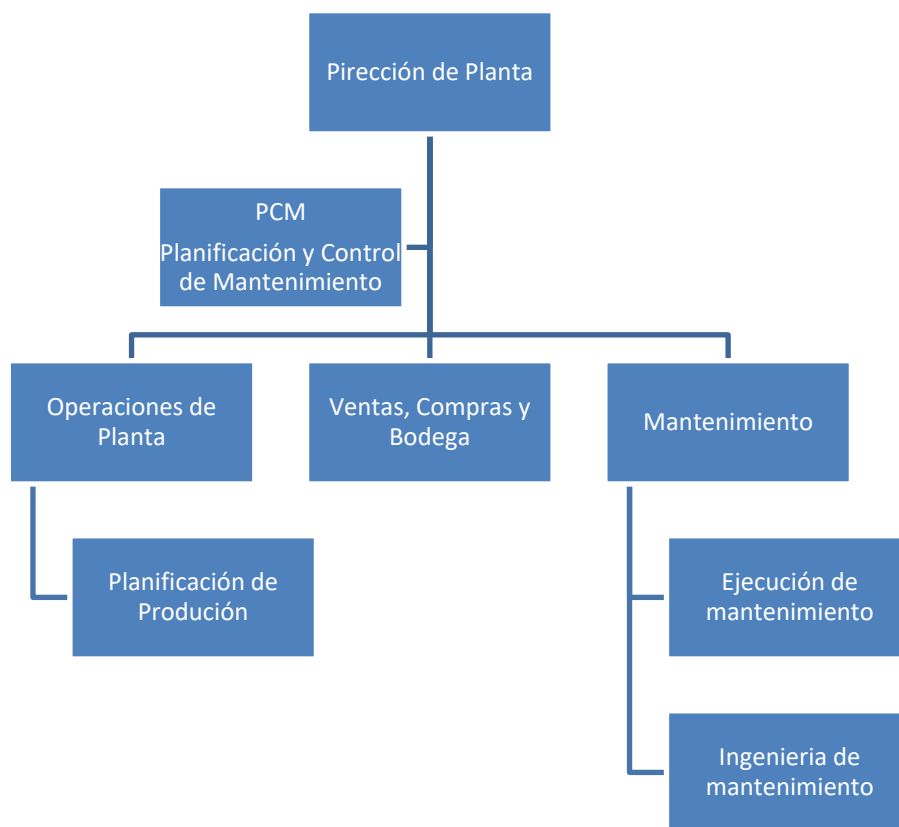 Pirección de Planta
PCM
Planificación y Control
de Mantenimiento
Operaciones de
Planta
Ventas, Compras y
Bodega
Mantenimiento
Planificación de
Produción
Ejecución de
mantenimiento
Ingenieria de
mantenimiento